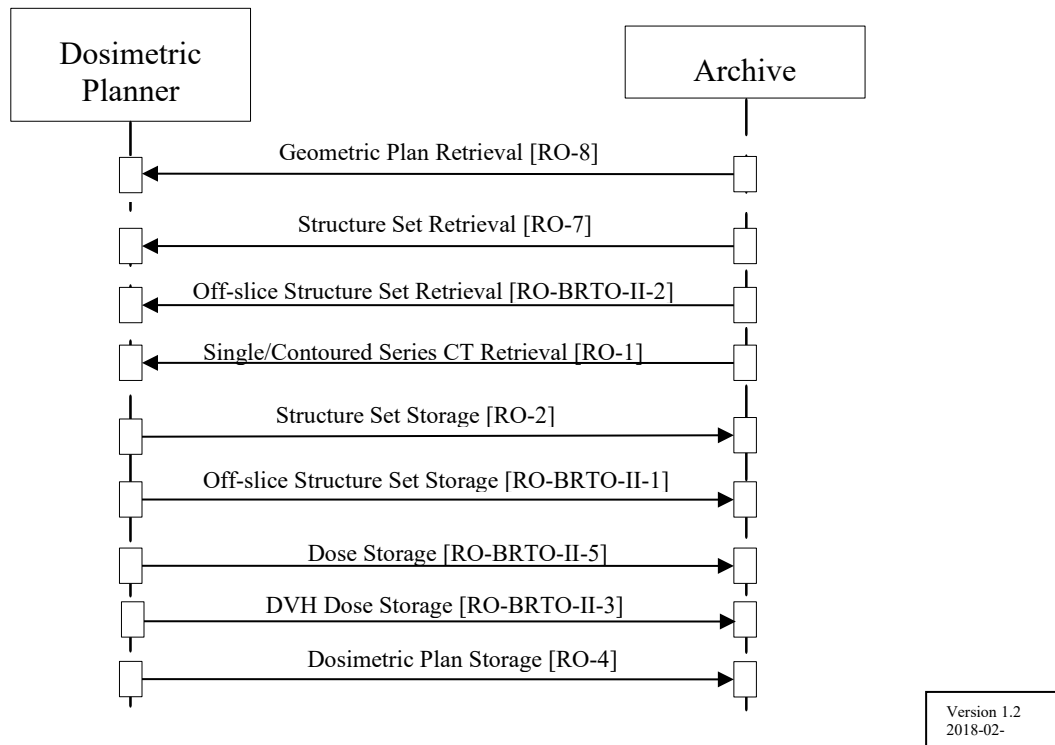 Dosimetric
Planner
Archive
Geometric Plan Retrieval [RO-8]
Structure Set Retrieval [RO-7]
Off-slice Structure Set Retrieval [RO-BRTO-II-2]
Single/Contoured Series CT Retrieval [RO-1]
Structure Set Storage [RO-2]
Off-slice Structure Set Storage [RO-BRTO-II-1]
Dose Storage [RO-BRTO-II-5]
DVH Dose Storage [RO-BRTO-II-3]
Dosimetric Plan Storage [RO-4]
Version 1.2
2018-02-